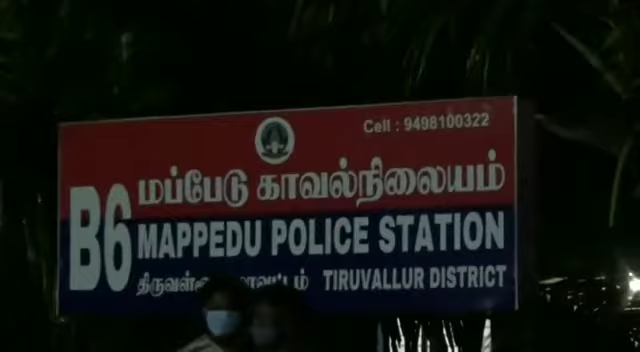 Cell : 9498100322
B6 மப்பேடு காவல்நிலையம்
MAPPEDU POLICE STATION
TIRUVALLUR DISTRICT